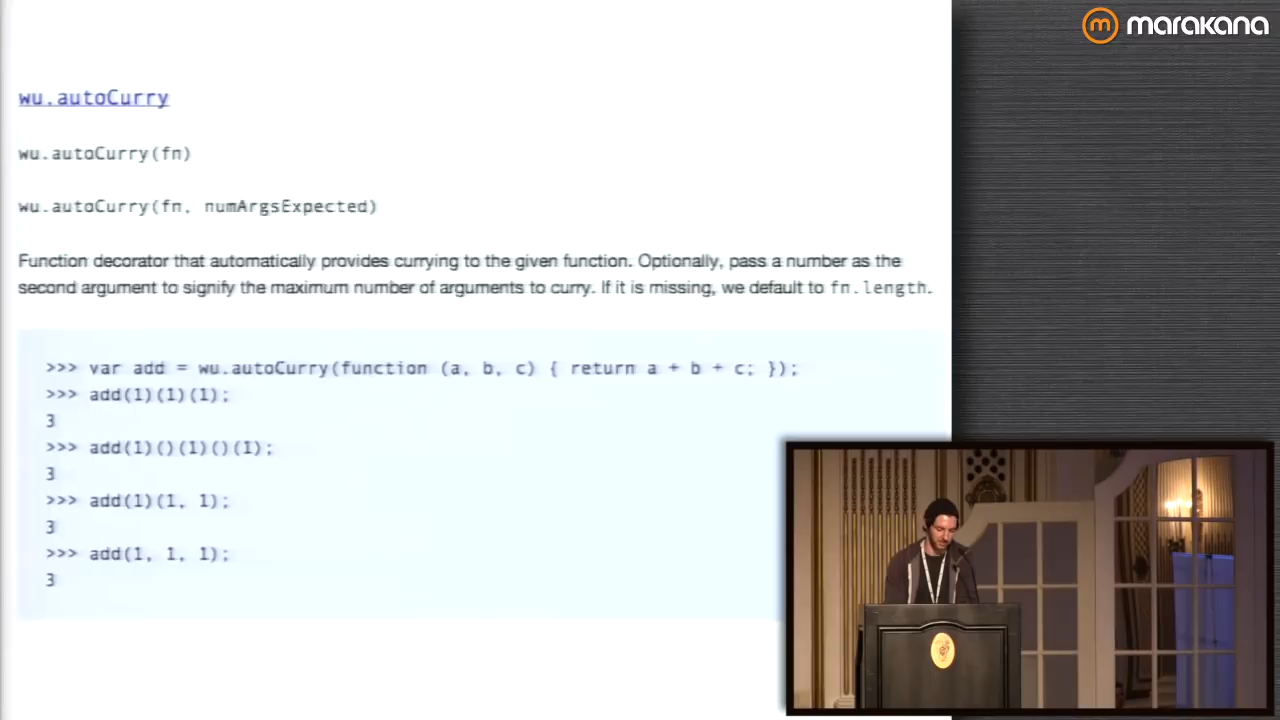 marakana
wu.autoCurry
wu.autoCurry(fn)
wu.autoCurry(fn, numArgsExpected)
Function decorator that automatically provides currying to the given function. Optionally, pass a number as the
second argument to signify the maximum number of arguments to curry. If it is missing, we default to fn.length.
>>> var add = wu.autoCurry(function (a, b, c) { return a + b + c; });
>>> add(1)(1)(1);
3
>>> add(1)()(1)()(1);
3
>>> add(1)(1, 1);
3
>>> add(1, 1, 1);
3